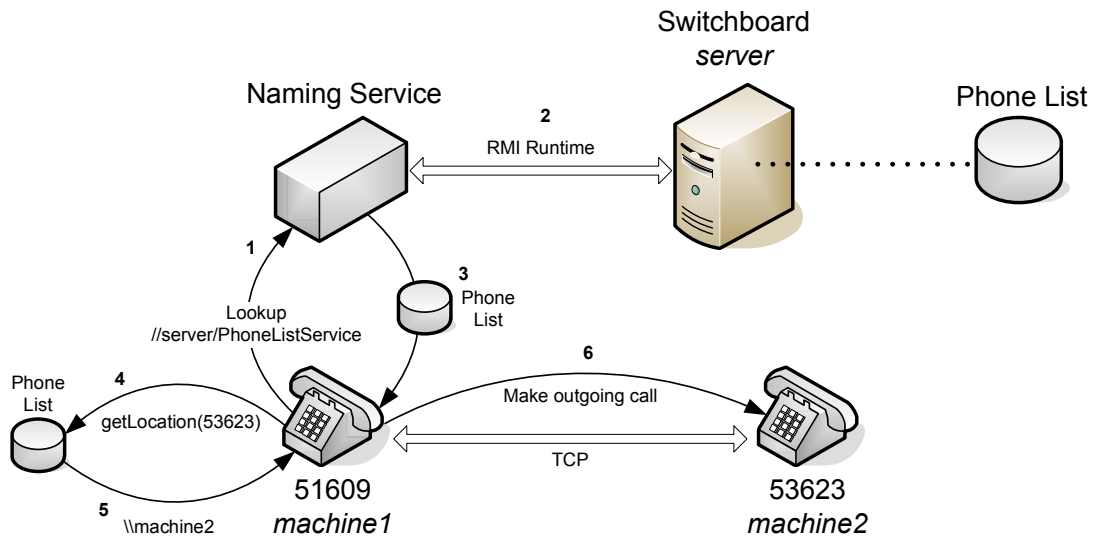 Switchboard
server
Naming Service
Phone List
2
RMI Runtime
1
3
Phone
List
Lookup
//server/PhoneListService
6
Phone
List
4
Make outgoing call
getLocation(53623)
TCP
5
\\machine2
51609
machine1
53623
machine2